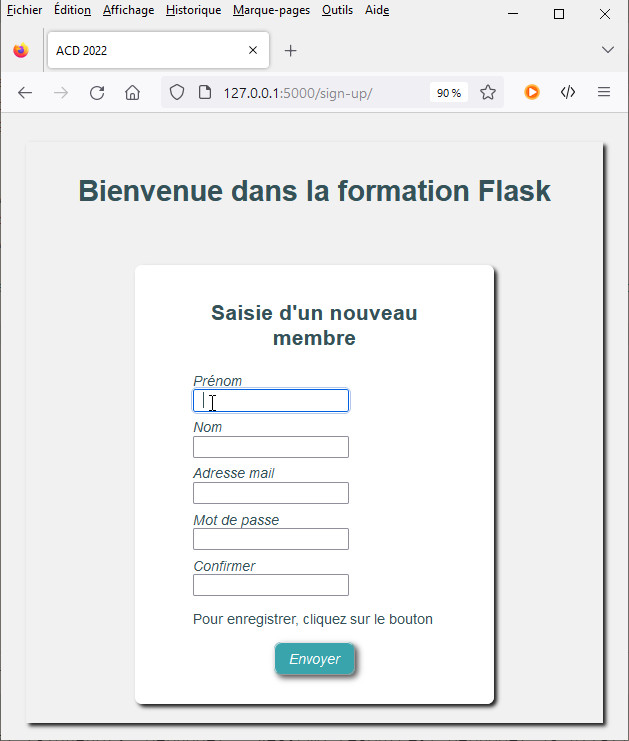 Fichier Édition Affichage Historique Marque-pages Outils Aide
ACD 2022
127.0.0.1:5000/sign-up/ 90 %
Bienvenue dans la formation Flask
Saisie d'un nouveau
membre
Prénom
Nom
Adresse mail
Mot de passe
Confirmer
Pour enregistrer, cliquez sur le bouton
Envoyer